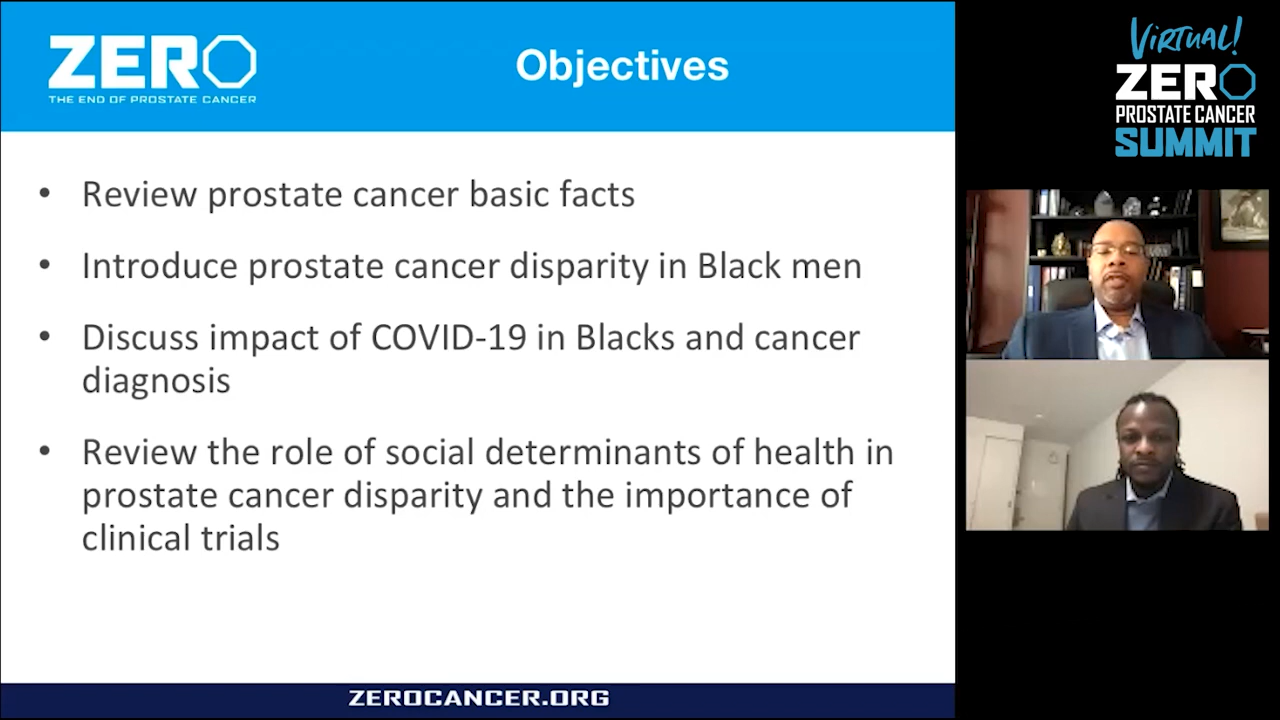 ZERO
THE END OF PROSTATE CANCER
Objectives
• Review prostate cancer basic facts
• Introduce prostate cancer disparity in Black men
• Discuss impact of COVID-19 in Blacks and cancer
diagnosis
• Review the role of social determinants of health in
prostate cancer disparity and the importance of
clinical trials
ZEROCANCER.ORG
VIRTUAL!
ZERO
PROSTATE CANCER
SUMMIT